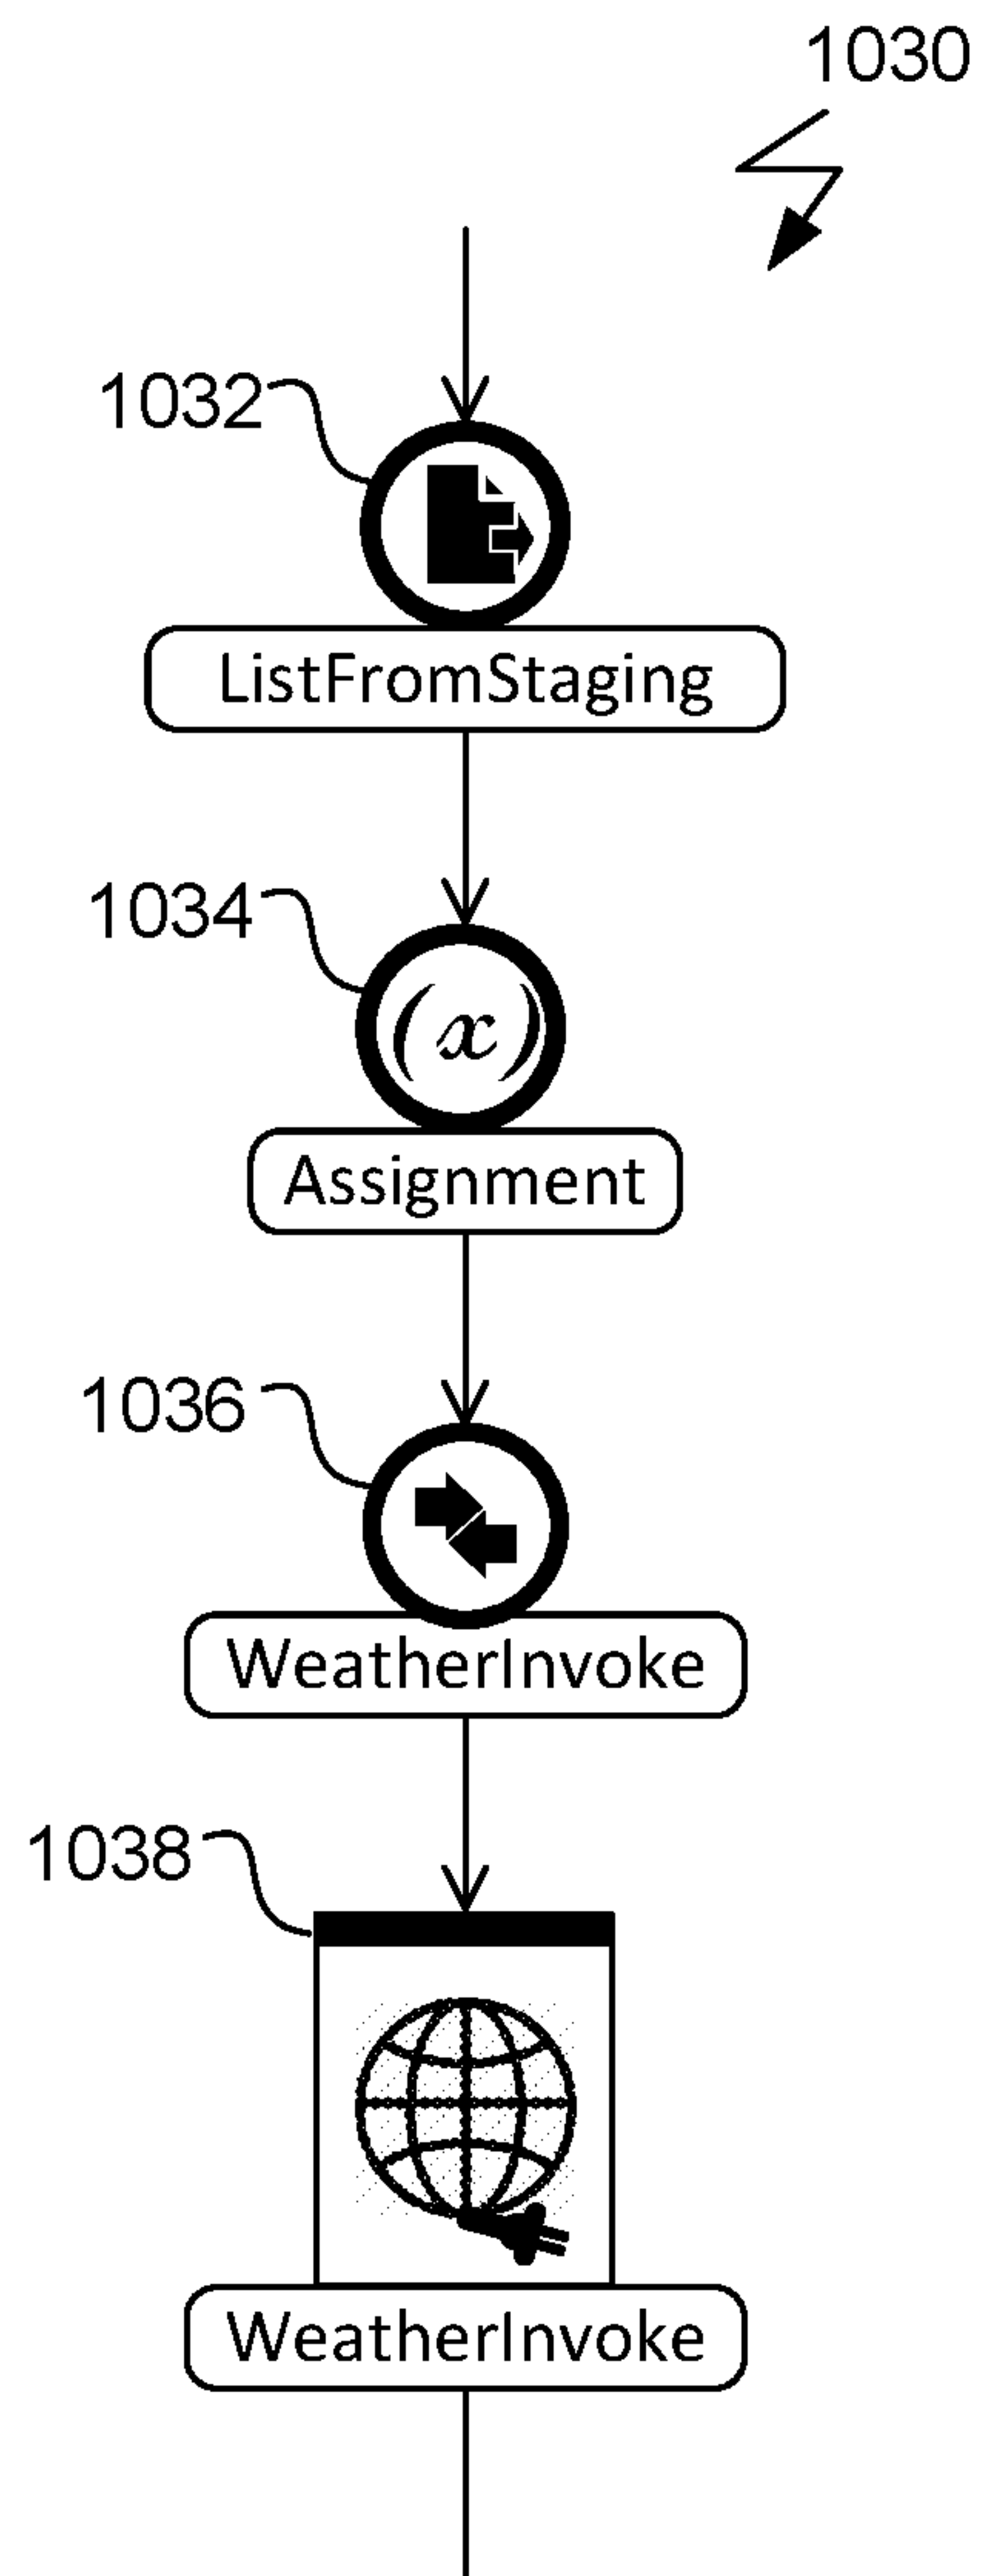 1030
1032
ListFromStaging
1034
(x)
Assignment
1036
WeatherInvoke
1038
WeatherInvoke